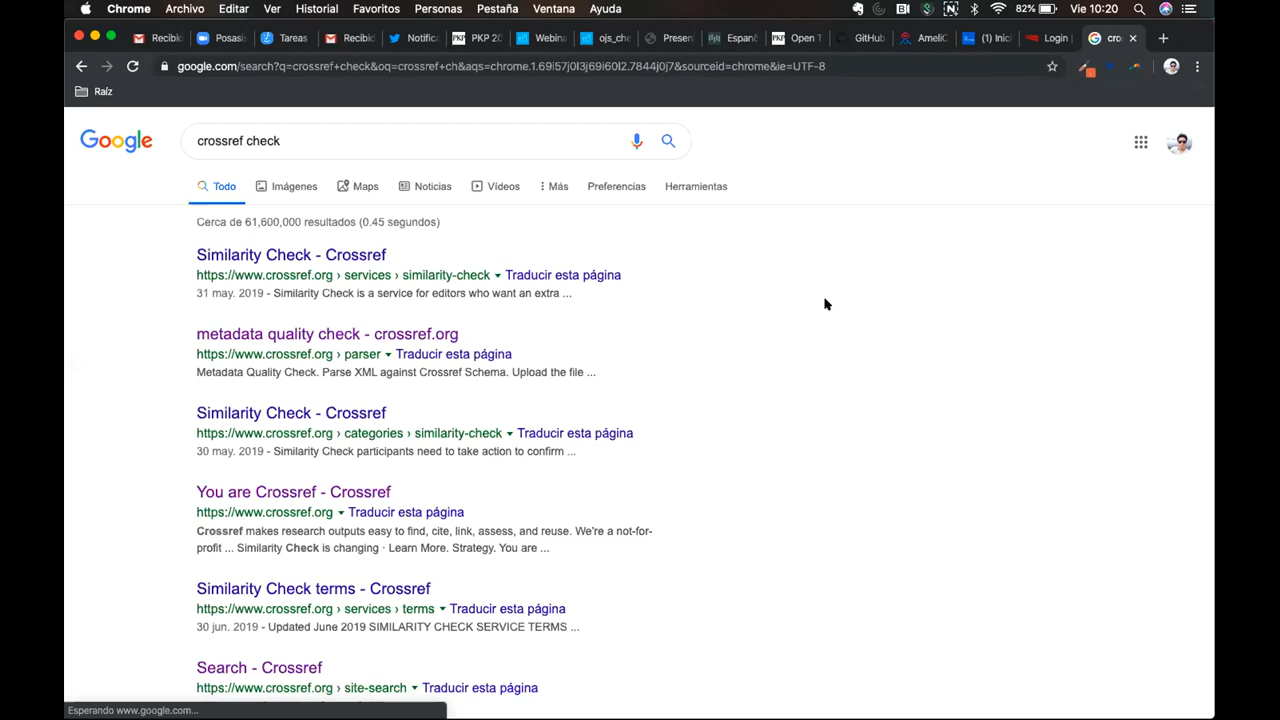 Chrome Archivo Editar Ver Historial Favoritos Personas Pestaña Ventana Ayuda 82% Vie 10:20
Recibid Posasis Tareas Recibid Notifica PKP 20 Webina ojs_che Presen Españ Open T GitHub AmeliC (1) Inic Login cro
google.com/search?q=crossref+check&oq=crossref+ch&aqs=chrome.1.69i57j0l3j69i60l2.7844j0j7&sourceid=chrome&ie=UTF-8
Raíz
Google crossref check
Todo Imágenes Maps Noticias Vídeos Más Preferencias Herramientas
Cerca de 61,600,000 resultados (0.45 segundos)
Similarity Check - Crossref
https://www.crossref.org › services › similarity-check Traducir esta página
31 may. 2019 - Similarity Check is a service for editors who want an extra ...
metadata quality check - crossref.org
https://www.crossref.org › parser Traducir esta página
Metadata Quality Check. Parse XML against Crossref Schema. Upload the file ...
Similarity Check - Crossref
https://www.crossref.org › categories › similarity-check Traducir esta página
30 may. 2019 - Similarity Check participants need to take action to confirm ...
You are Crossref - Crossref
https://www.crossref.org Traducir esta página
Crossref makes research outputs easy to find, cite, link, assess, and reuse. We're a not-for-
profit ... Similarity Check is changing · Learn More. Strategy. You are ...
Similarity Check terms - Crossref
https://www.crossref.org › services › terms Traducir esta página
30 jun. 2019 - Updated June 2019 SIMILARITY CHECK SERVICE TERMS ...
Search - Crossref
https://www.crossref.org › site-search Traducir esta página
Esperando www.google.com...